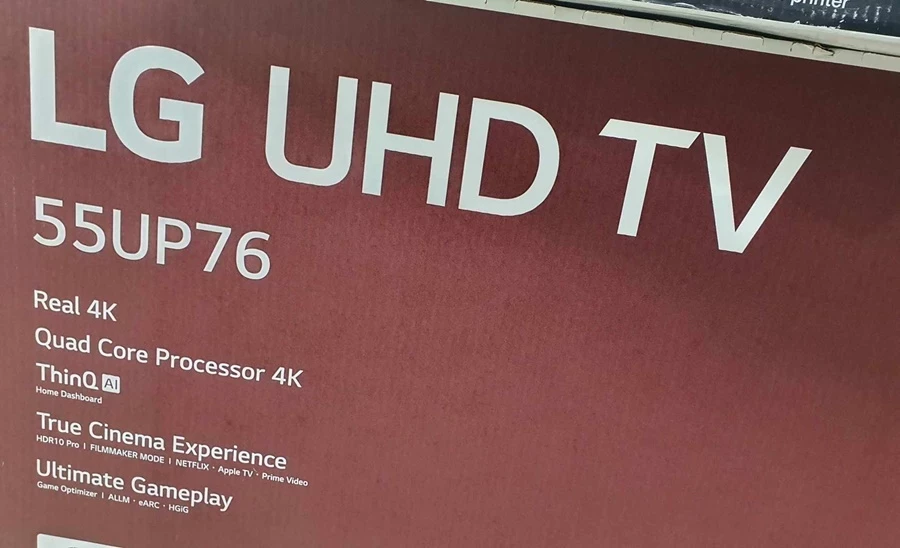 printer
LG UHD TV
55UP76
Real 4K
Quad Core Processor 4K
ThinQ AI
Home Dashboard
True Cinema Experience
HDR10 Pro I FILMMAKER MODE I NETFLIX · Apple TV · Prime Video
Ultimate Gameplay
Game Optimizer I ALLM · eARC · HGiG